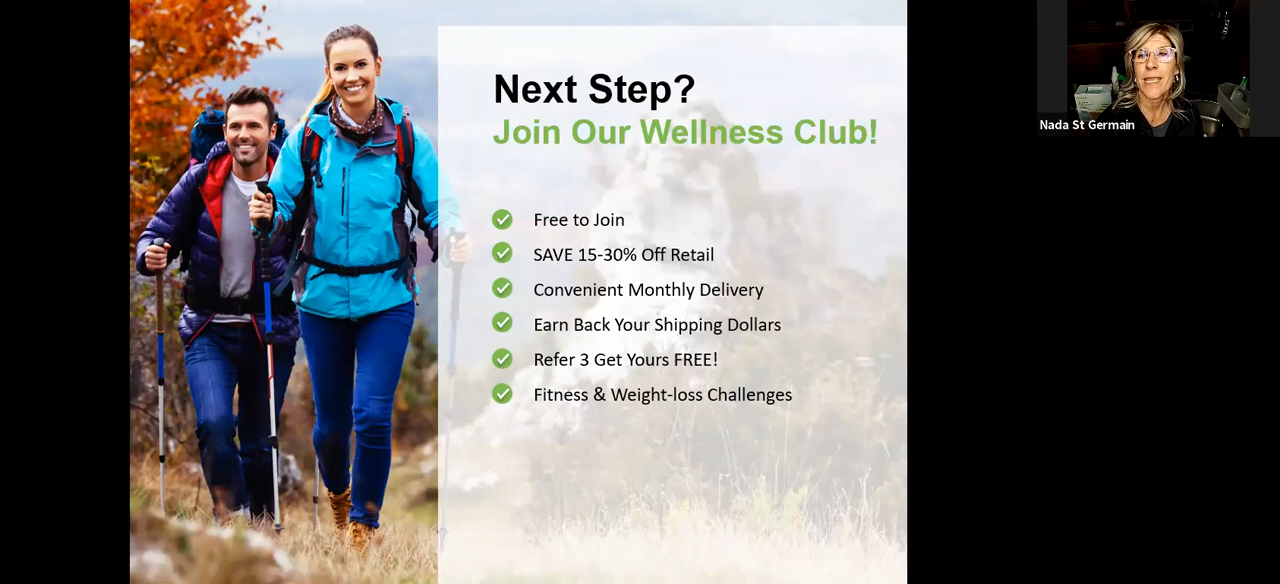 Next Step?
Join Our Wellness Club!
Free to Join
SAVE 15-30% Off Retail
Convenient Monthly Delivery
Earn Back Your Shipping Dollars
Refer 3 Get Yours FREE!
Fitness & Weight-loss Challenges
Nada St Germain